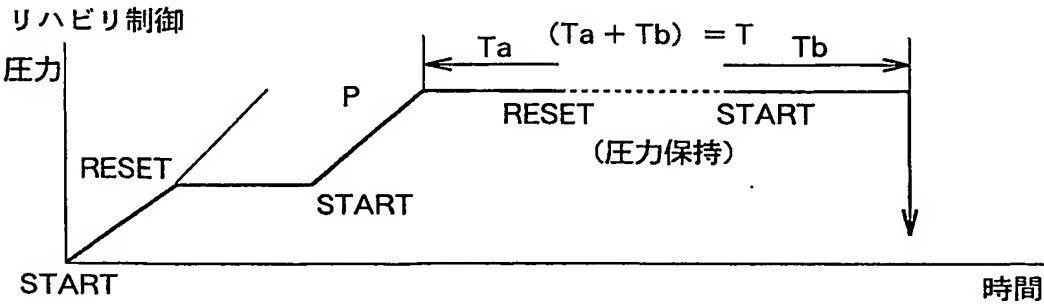 リハビリ制御
圧力
Ta (Ta + Tb) = T Tb
P
RESET START
(圧力保持)
RESET
START
START
時間